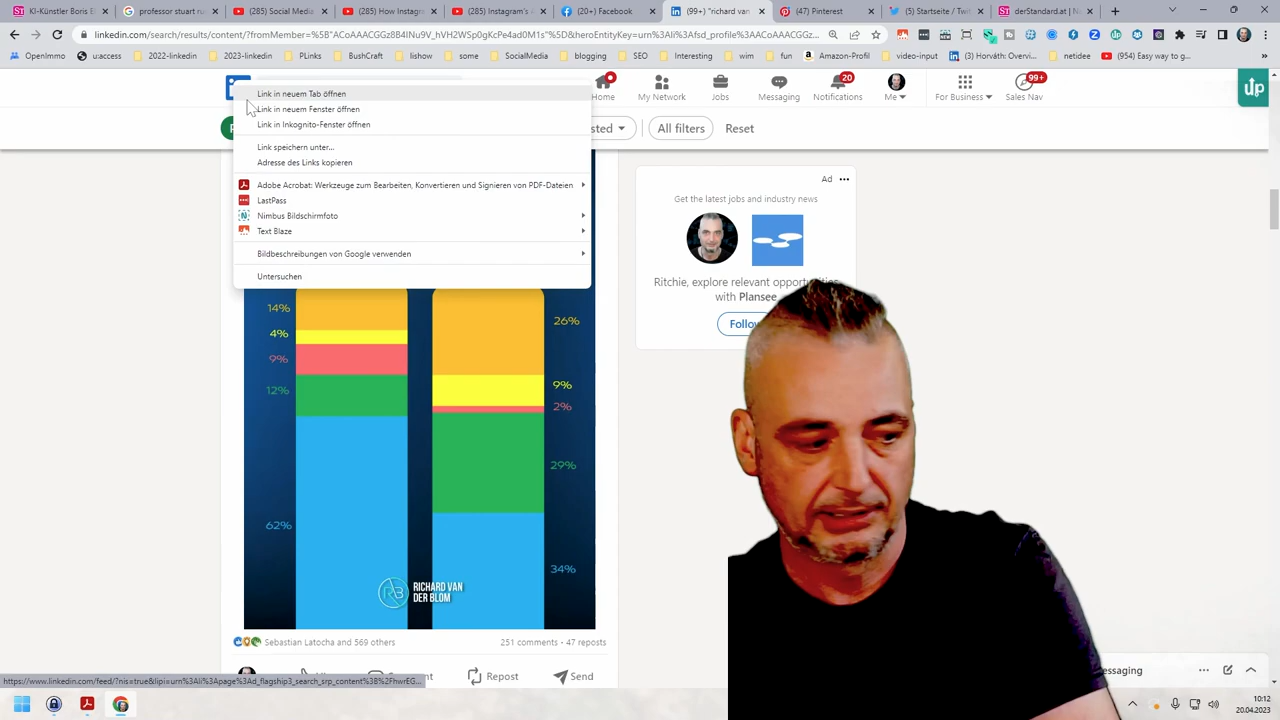 KI-Künstler Boris E
professor stuart ru
(285) Social Media
(285) How Instagr
(285) Instagram's
(20+) Facebook
(99+) "richard van
(47) Pinterest
(5) Startseite / Twit
derStandard.at | N
linkedin.com/search/results/content/?fromMember=%5B"ACoAAACGGz8B4INu9V_hVH2WSp0gKcPe4ad0M1s"%5D&heroEntityKey=urn%3Ali%3Afsd_profile%3AACoAAACGG
OpenImmo
u:access
2022-linkedin
2023-linkedin
BushCraft
lishow
some
SocialMedia
blogging
SEO
Interesting
wim
fun
Amazon-Profil
video-input
(3) Horváth: Overvi...
netidee
(954) Easy way to g...
Home
My Network
Jobs
Messaging
20
Notifications
Me
For Business
99+
Sales Nav
up
sted
All filters
Reset
Link in neuem Tab öffnen
Link in neuem Fenster öffnen
Link in Inkognito-Fenster öffnen
Link speichern unter...
Adresse des Links kopieren
Adobe Acrobat: Werkzeuge zum Bearbeiten, Konvertieren und Signieren von PDF-Dateien
LastPass
Nimbus Bildschirmfoto
Text Blaze
Bildbeschreibungen von Google verwenden
Untersuchen
Ad
Get the latest jobs and industry news
Ritchie, explore relevant opportunities
with Plansee
Follow
14%
26%
4%
9%
9%
12%
2%
29%
62%
34%
R3
RICHARD VAN
DER BLOM
Sebastian Latocha and 569 others
251 comments - 47 reposts
Repost
Send
essaging
10:12
20.04.2023